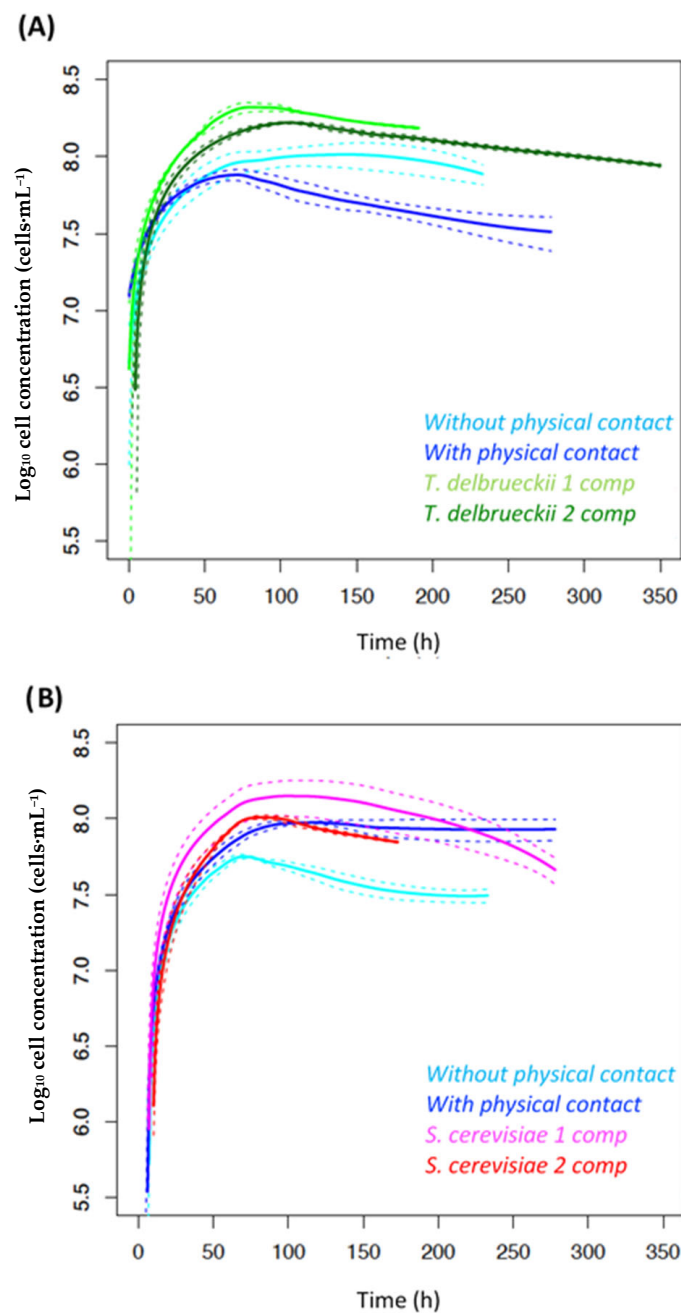 (A)
Log₁₀ cell concentration (cells·mL⁻¹)
8.5
8.0
7.5
7.0
6.5
6.0
5.5
Without physical contact
With physical contact
T. delbrueckii 1 comp
T. delbrueckii 2 comp
0 50 100 150 200 250 300 350
Time (h)
(B)
Log₁₀ cell concentration (cells·mL⁻¹)
8.5
8.0
7.5
7.0
6.5
6.0
5.5
Without physical contact
With physical contact
S. cerevisiae 1 comp
S. cerevisiae 2 comp
0 50 100 150 200 250 300 350
Time (h)